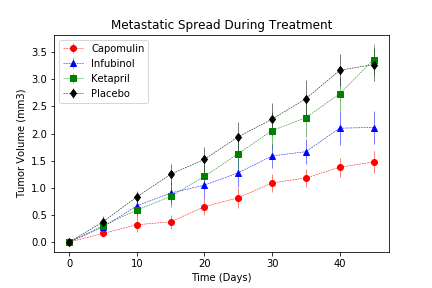 Metastatic Spread During Treatment
Capomulin
Infubinol
Ketapril
Placebo
Tumor Volume (mm3)
3.5
3.0
2.5
2.0
1.5
1.0
0.5
0.0
0 10 20 30 40
Time (Days)